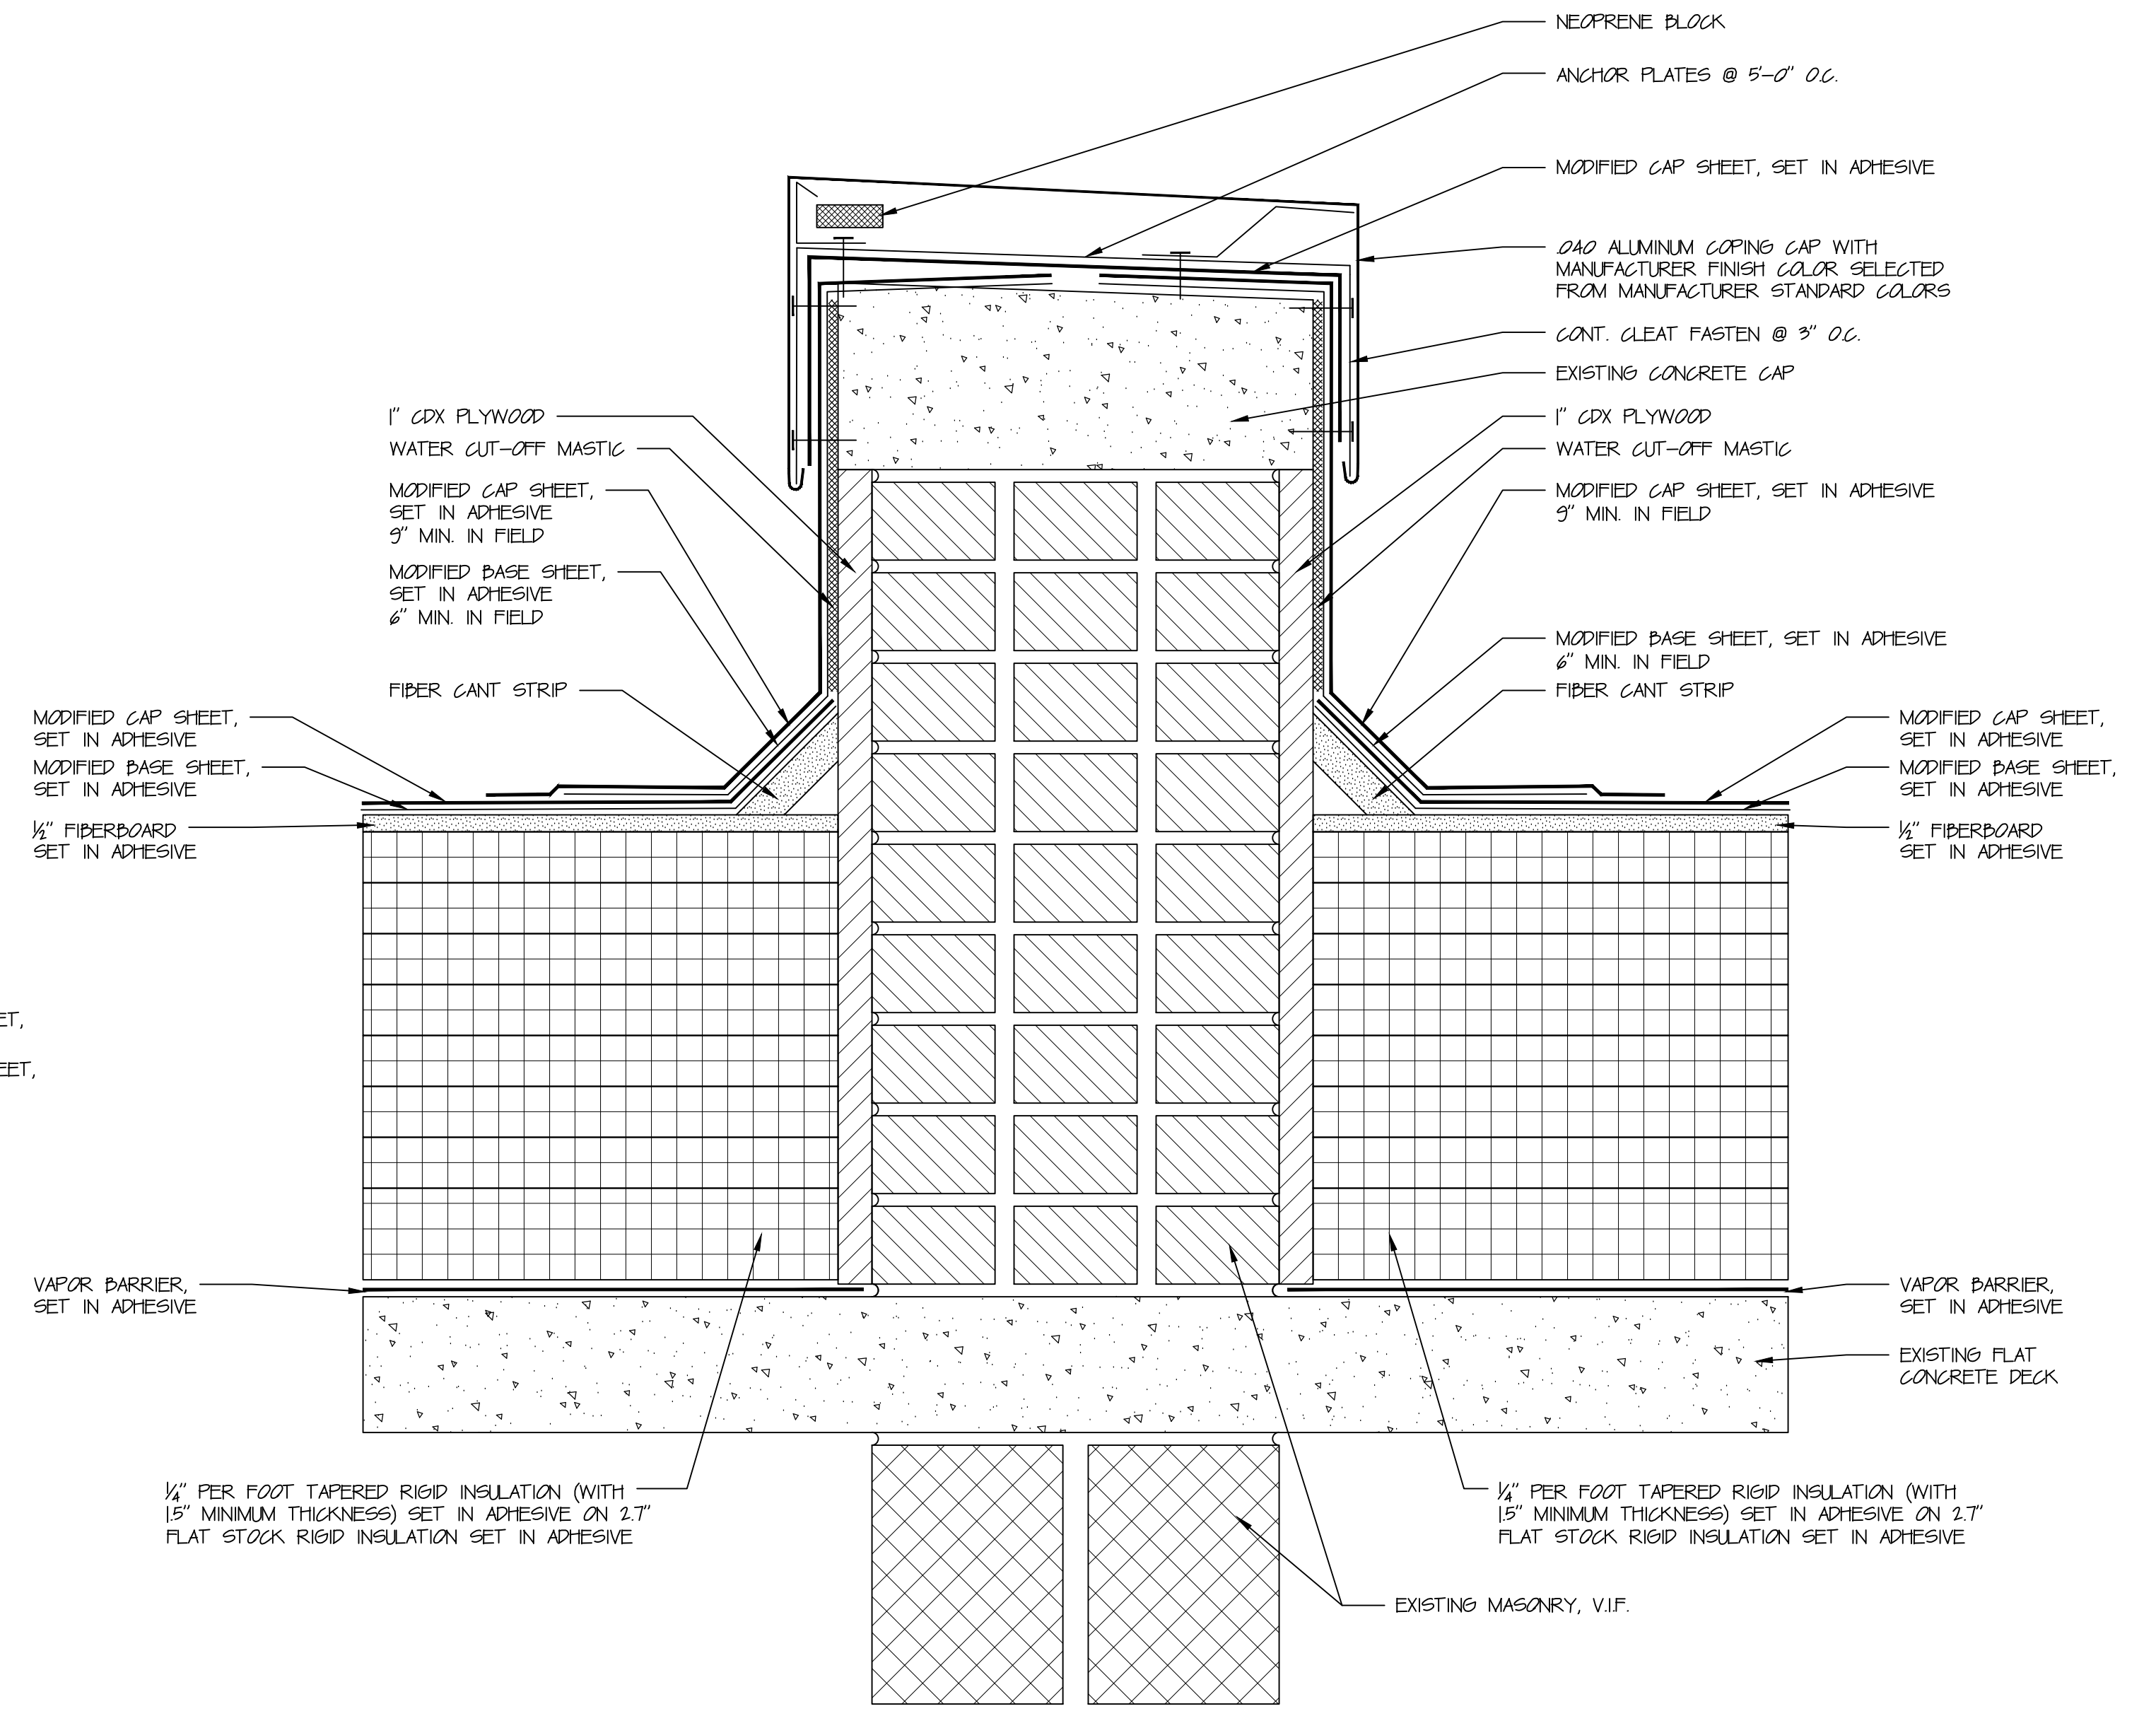 NEOPRENE BLOCK
ANCHOR PLATES @ 5'-0" O.C.
MODIFIED CAP SHEET, SET IN ADHESIVE
.040 ALUMINUM COPING CAP WITH
MANUFACTURER FINISH COLOR SELECTED
FROM MANUFACTURER STANDARD COLORS
CONT. CLEAT FASTEN @ 3" O.C.
EXISTING CONCRETE CAP
1" CDX PLYWOOD
WATER CUT-OFF MASTIC
MODIFIED CAP SHEET, SET IN ADHESIVE
9" MIN. IN FIELD
MODIFIED BASE SHEET, SET IN ADHESIVE
6" MIN. IN FIELD
FIBER CANT STRIP
MODIFIED CAP SHEET,
SET IN ADHESIVE
MODIFIED BASE SHEET,
SET IN ADHESIVE
½" FIBERBOARD
SET IN ADHESIVE
VAPOR BARRIER,
SET IN ADHESIVE
EXISTING FLAT
CONCRETE DECK
¼" PER FOOT TAPERED RIGID INSULATION (WITH
1.5" MINIMUM THICKNESS) SET IN ADHESIVE ON 2.7"
FLAT STOCK RIGID INSULATION SET IN ADHESIVE
EXISTING MASONRY, V.I.F.
1" CDX PLYWOOD
WATER CUT-OFF MASTIC
MODIFIED CAP SHEET,
SET IN ADHESIVE
9" MIN. IN FIELD
MODIFIED BASE SHEET,
SET IN ADHESIVE
6" MIN. IN FIELD
FIBER CANT STRIP
MODIFIED CAP SHEET,
SET IN ADHESIVE
MODIFIED BASE SHEET,
SET IN ADHESIVE
½" FIBERBOARD
SET IN ADHESIVE
VAPOR BARRIER,
SET IN ADHESIVE
¼" PER FOOT TAPERED RIGID INSULATION (WITH
1.5" MINIMUM THICKNESS) SET IN ADHESIVE ON 2.7"
FLAT STOCK RIGID INSULATION SET IN ADHESIVE